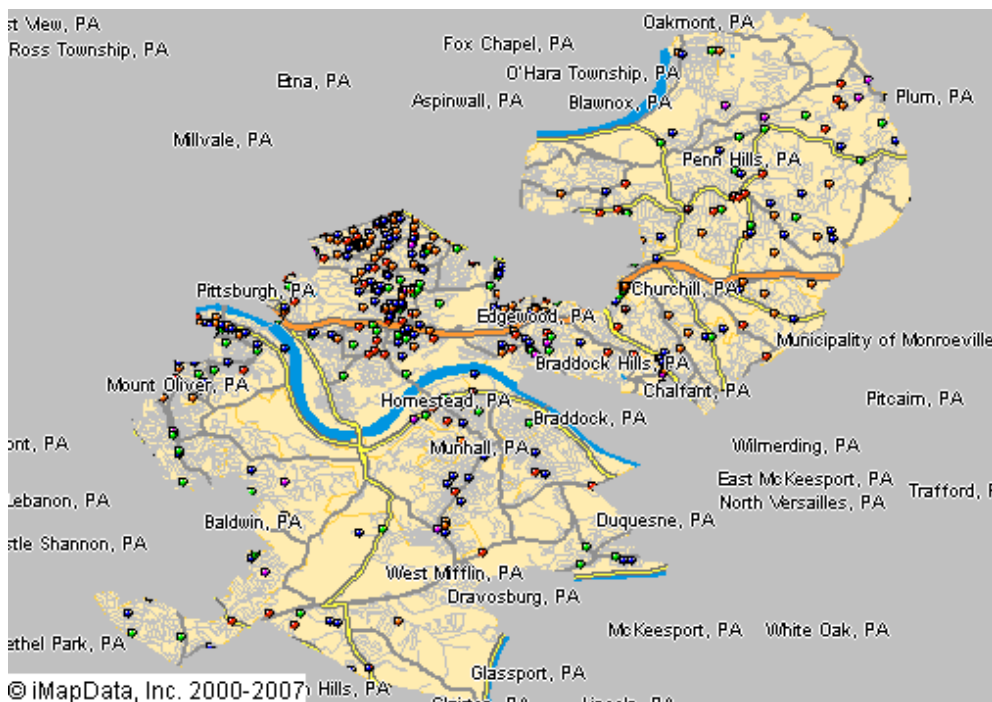 st View, PA
Oakmont, PA
Ross Township, PA
Fox Chapel, PA
O'Hara Township, PA
Etna, PA
Aspinwall, PA
Blawnox, PA
Plum, PA
Millvale, PA
Penn Hills, PA
Pittsburgh, PA
Churchill, PA
Edgewood, PA
Municipality of Monroeville
Braddock Hills, PA
Mount Oliver, PA
Chalfant, PA
Homestead, PA
Pitcairn, PA
Braddock, PA
ont, PA
Munhall, PA
Wilmerding, PA
East McKeesport, PA
Lebanon, PA
North Versailles, PA
Trafford,
Baldwin, PA
Duquesne, PA
stle Shannon, PA
West Mifflin, PA
Dravosburg, PA
ethel Park, PA
McKeesport, PA
White Oak, PA
Glassport, PA
© iMapData, Inc. 2000-2007
Hills, PA